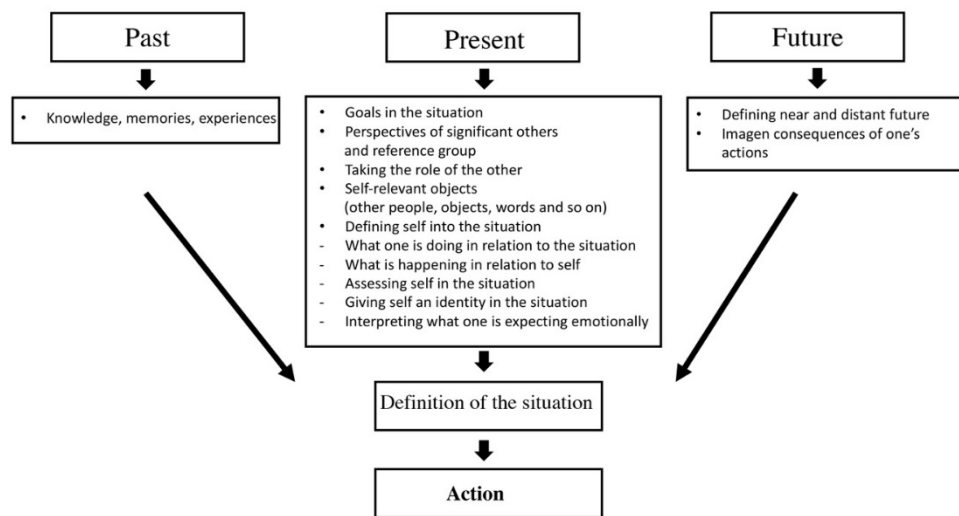 Past
Present
Future
• Knowledge, memories, experiences
• Goals in the situation
• Perspectives of significant others
and reference group
• Taking the role of the other
• Self-relevant objects
(other people, objects, words and so on)
• Defining self into the situation
- What one is doing in relation to the situation
- What is happening in relation to self
- Assessing self in the situation
- Giving self an identity in the situation
- Interpreting what one is expecting emotionally
• Defining near and distant future
• Imagen consequences of one's
actions
Definition of the situation
Action